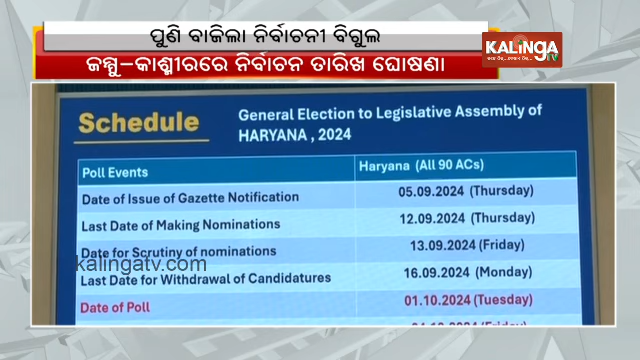 ପୁଣି ବାଜିଲା ନିର୍ବାଚନୀ ବିଗୁଲ
ଜମ୍ମୁ-କାଶ୍ମୀରରେ ନିର୍ବାଚନ ତାରିଖ ଘୋଷଣା
KALINGA
TV
Schedule
General Election to Legislative Assembly of
HARYANA , 2024
Poll Events Haryana (All 90 ACs)
Date of Issue of Gazette Notification 05.09.2024 (Thursday)
Last Date of Making Nominations 12.09.2024 (Thursday)
Date for Scrutiny of nominations 13.09.2024 (Friday)
kalingatv.com
Last Date for Withdrawal of Candidatures 16.09.2024 (Monday)
Date of Poll 01.10.2024 (Tuesday)